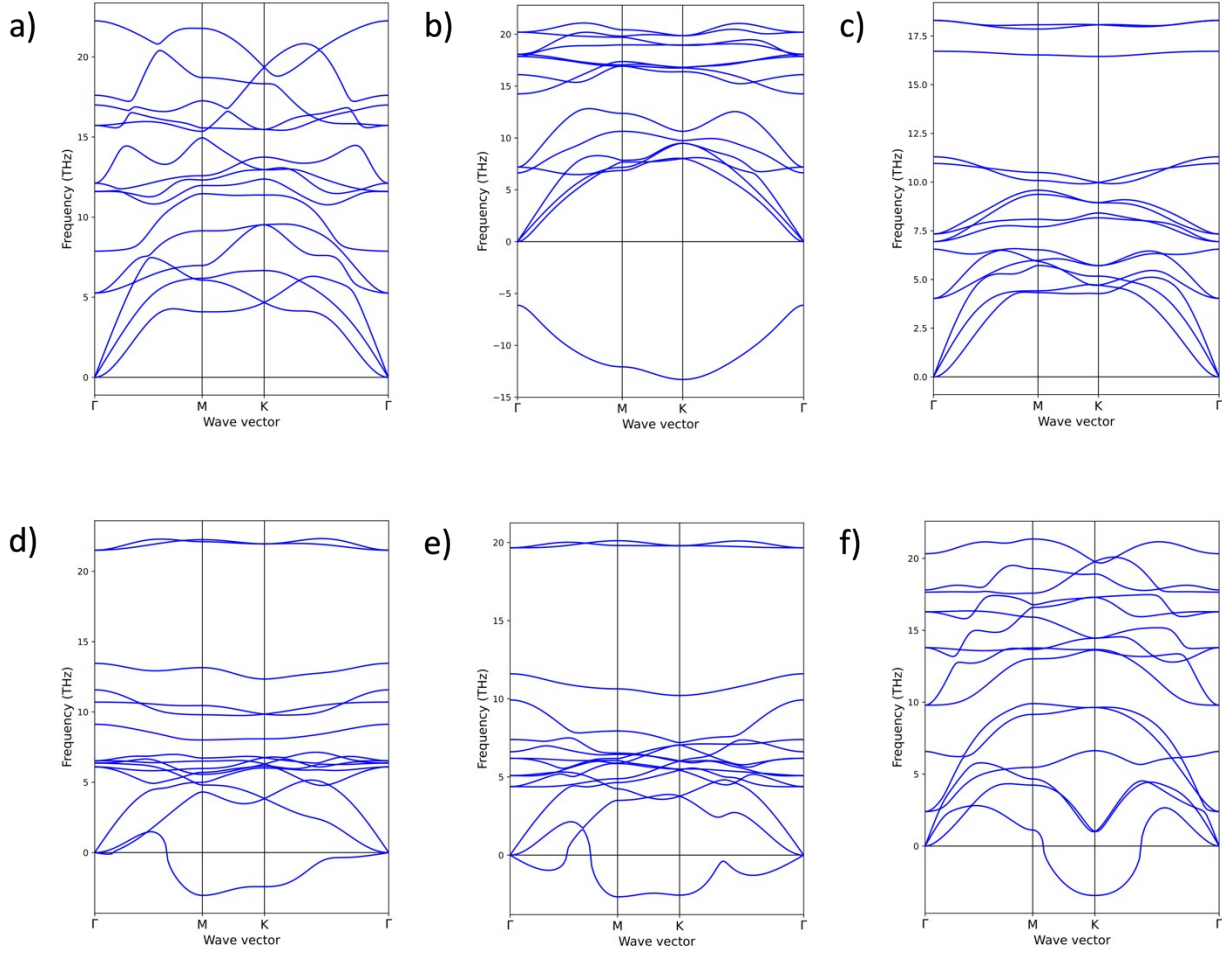 a)
Frequency (THz)
20
15
10
5
0
Γ M K Γ
Wave vector
b)
Frequency (THz)
20
15
10
5
0
−5
−10
−15
Γ M K Γ
Wave vector
c)
Frequency (THz)
17.5
15.0
12.5
10.0
7.5
5.0
2.5
0.0
Γ M K Γ
Wave vector
d)
Frequency (THz)
20
15
10
5
0
Γ M K Γ
Wave vector
e)
Frequency (THz)
20
15
10
5
0
Γ M K Γ
Wave vector
f)
Frequency (THz)
20
15
10
5
0
Γ M K Γ
Wave vector